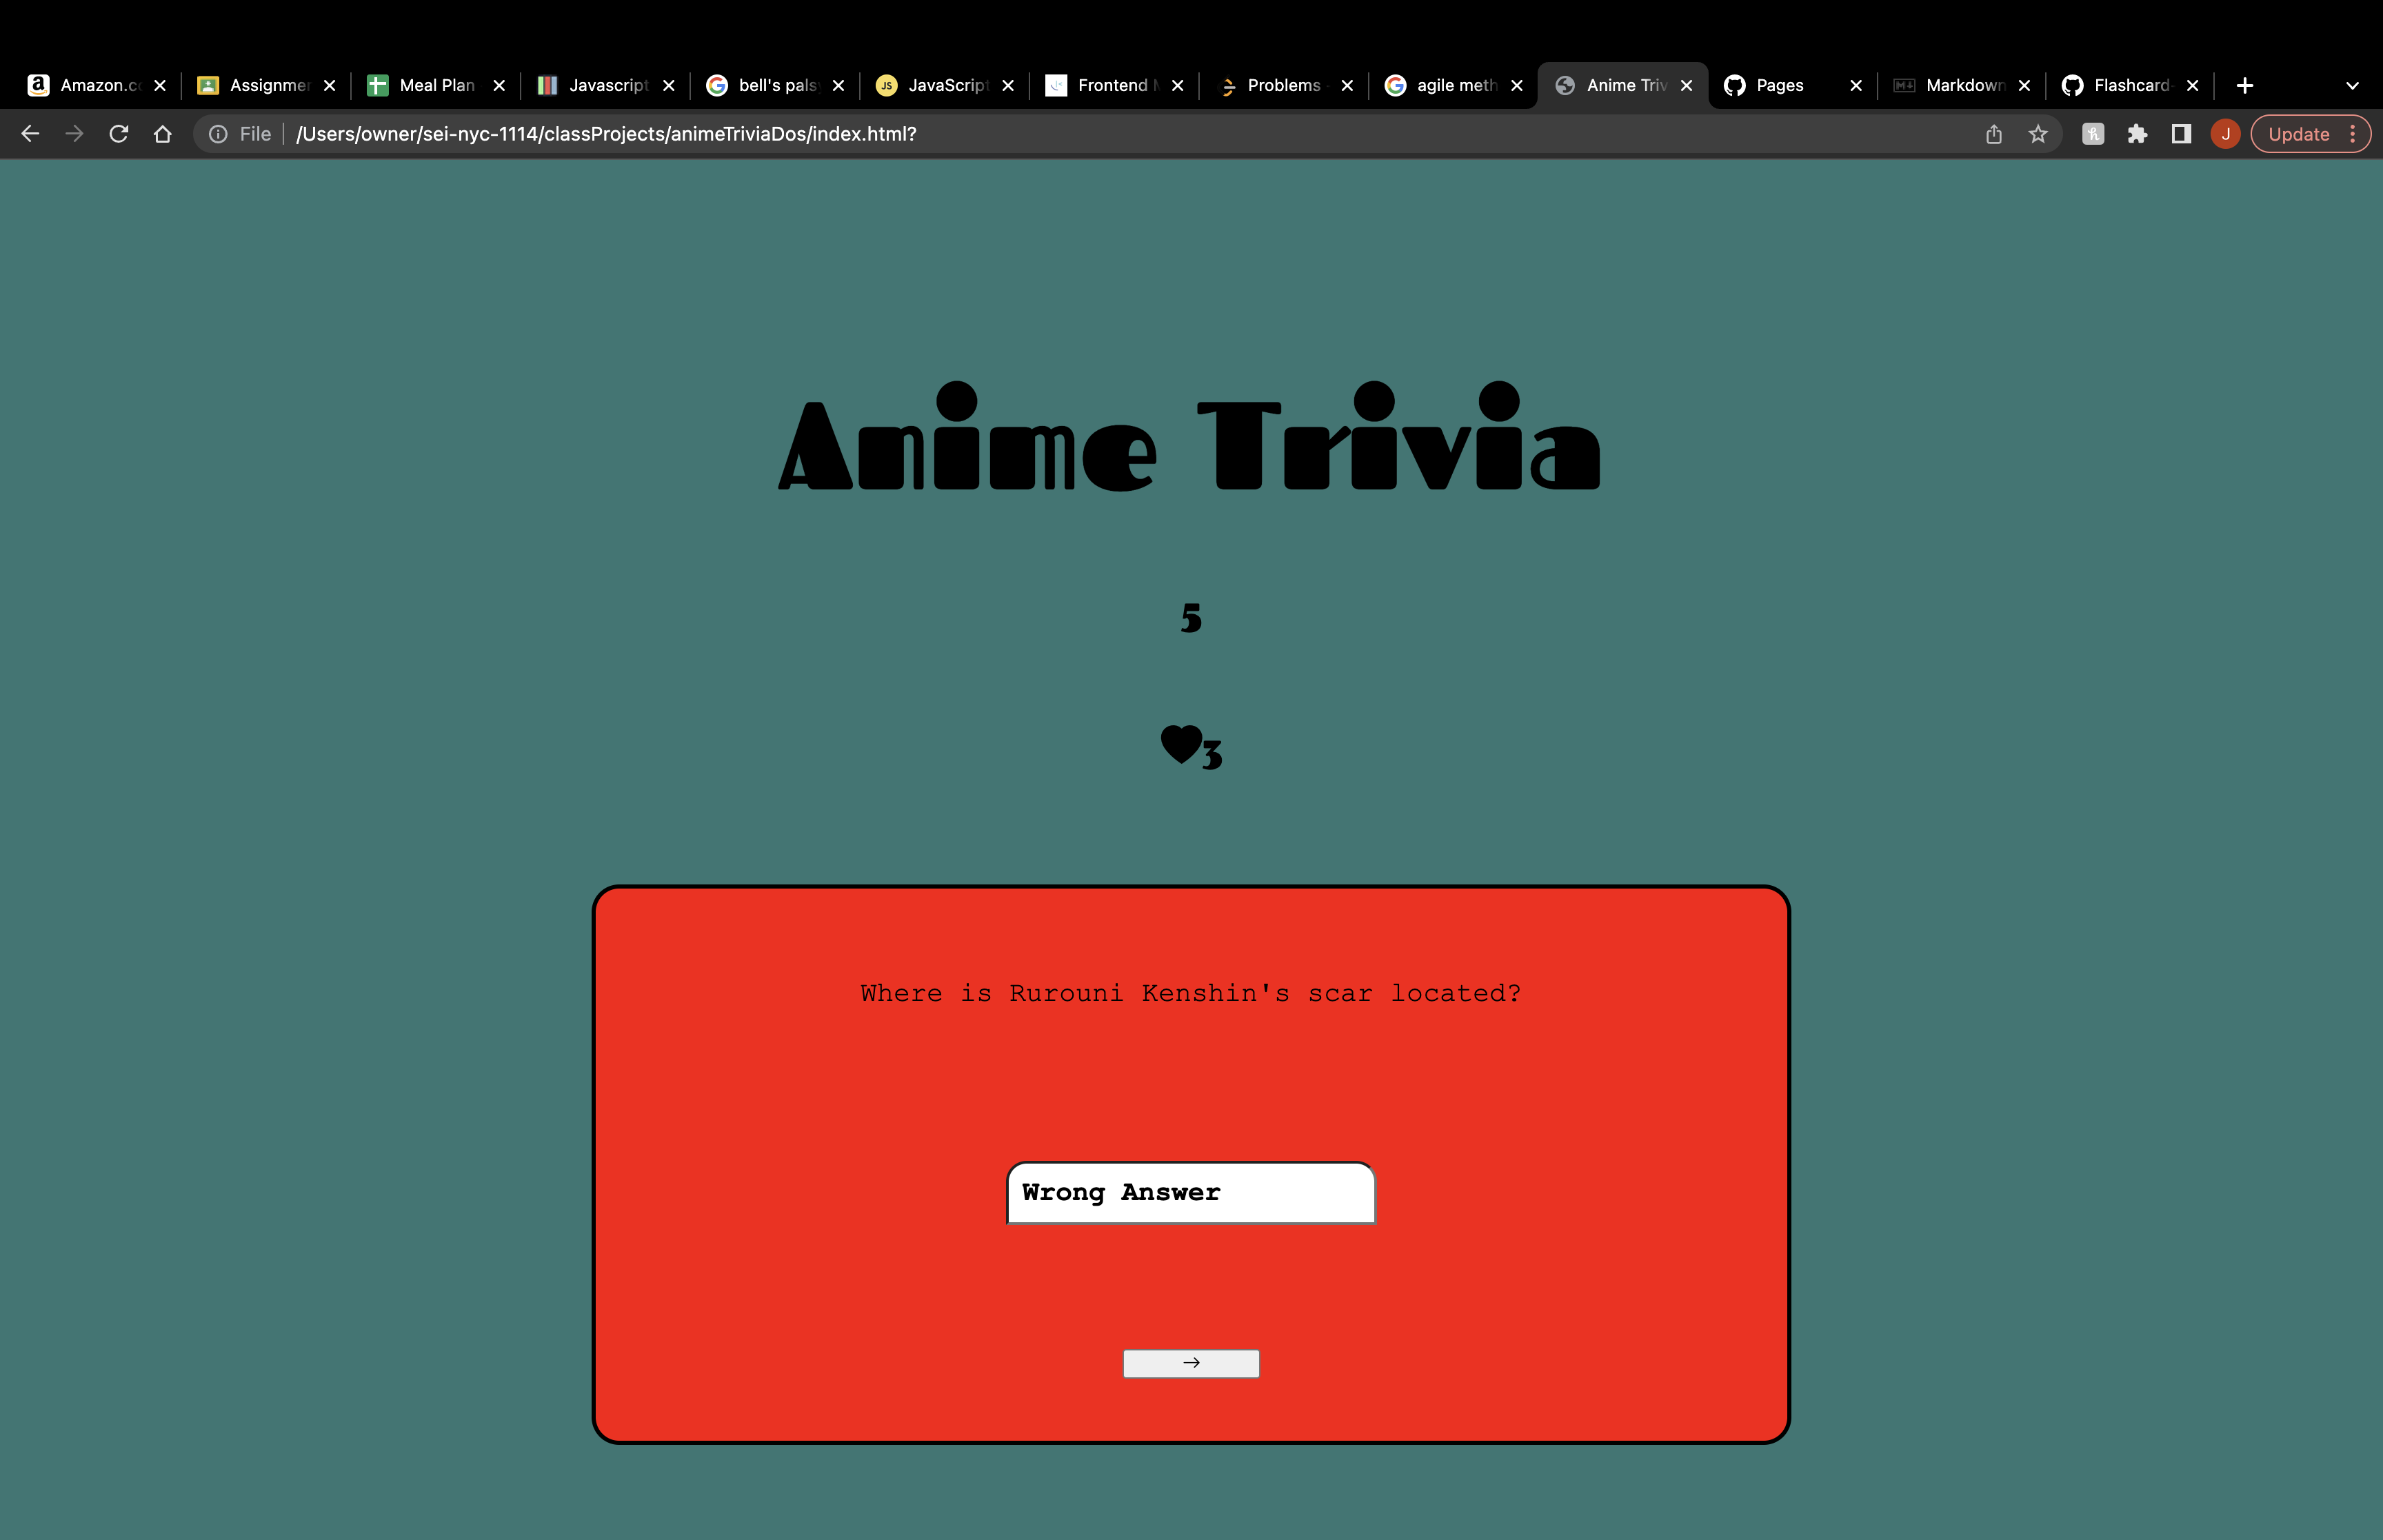 Amazon.c Assignmer Meal Plan Javascript bell's pals JavaScript Frontend Problems agile meth Anime Triv Pages Markdown Flashcard-
File /Users/owner/sei-nyc-1114/classProjects/animeTriviaDos/index.html? J Update
Anime Trivia
5
3
Where is Rurouni Kenshin's scar located?
Wrong Answer
→